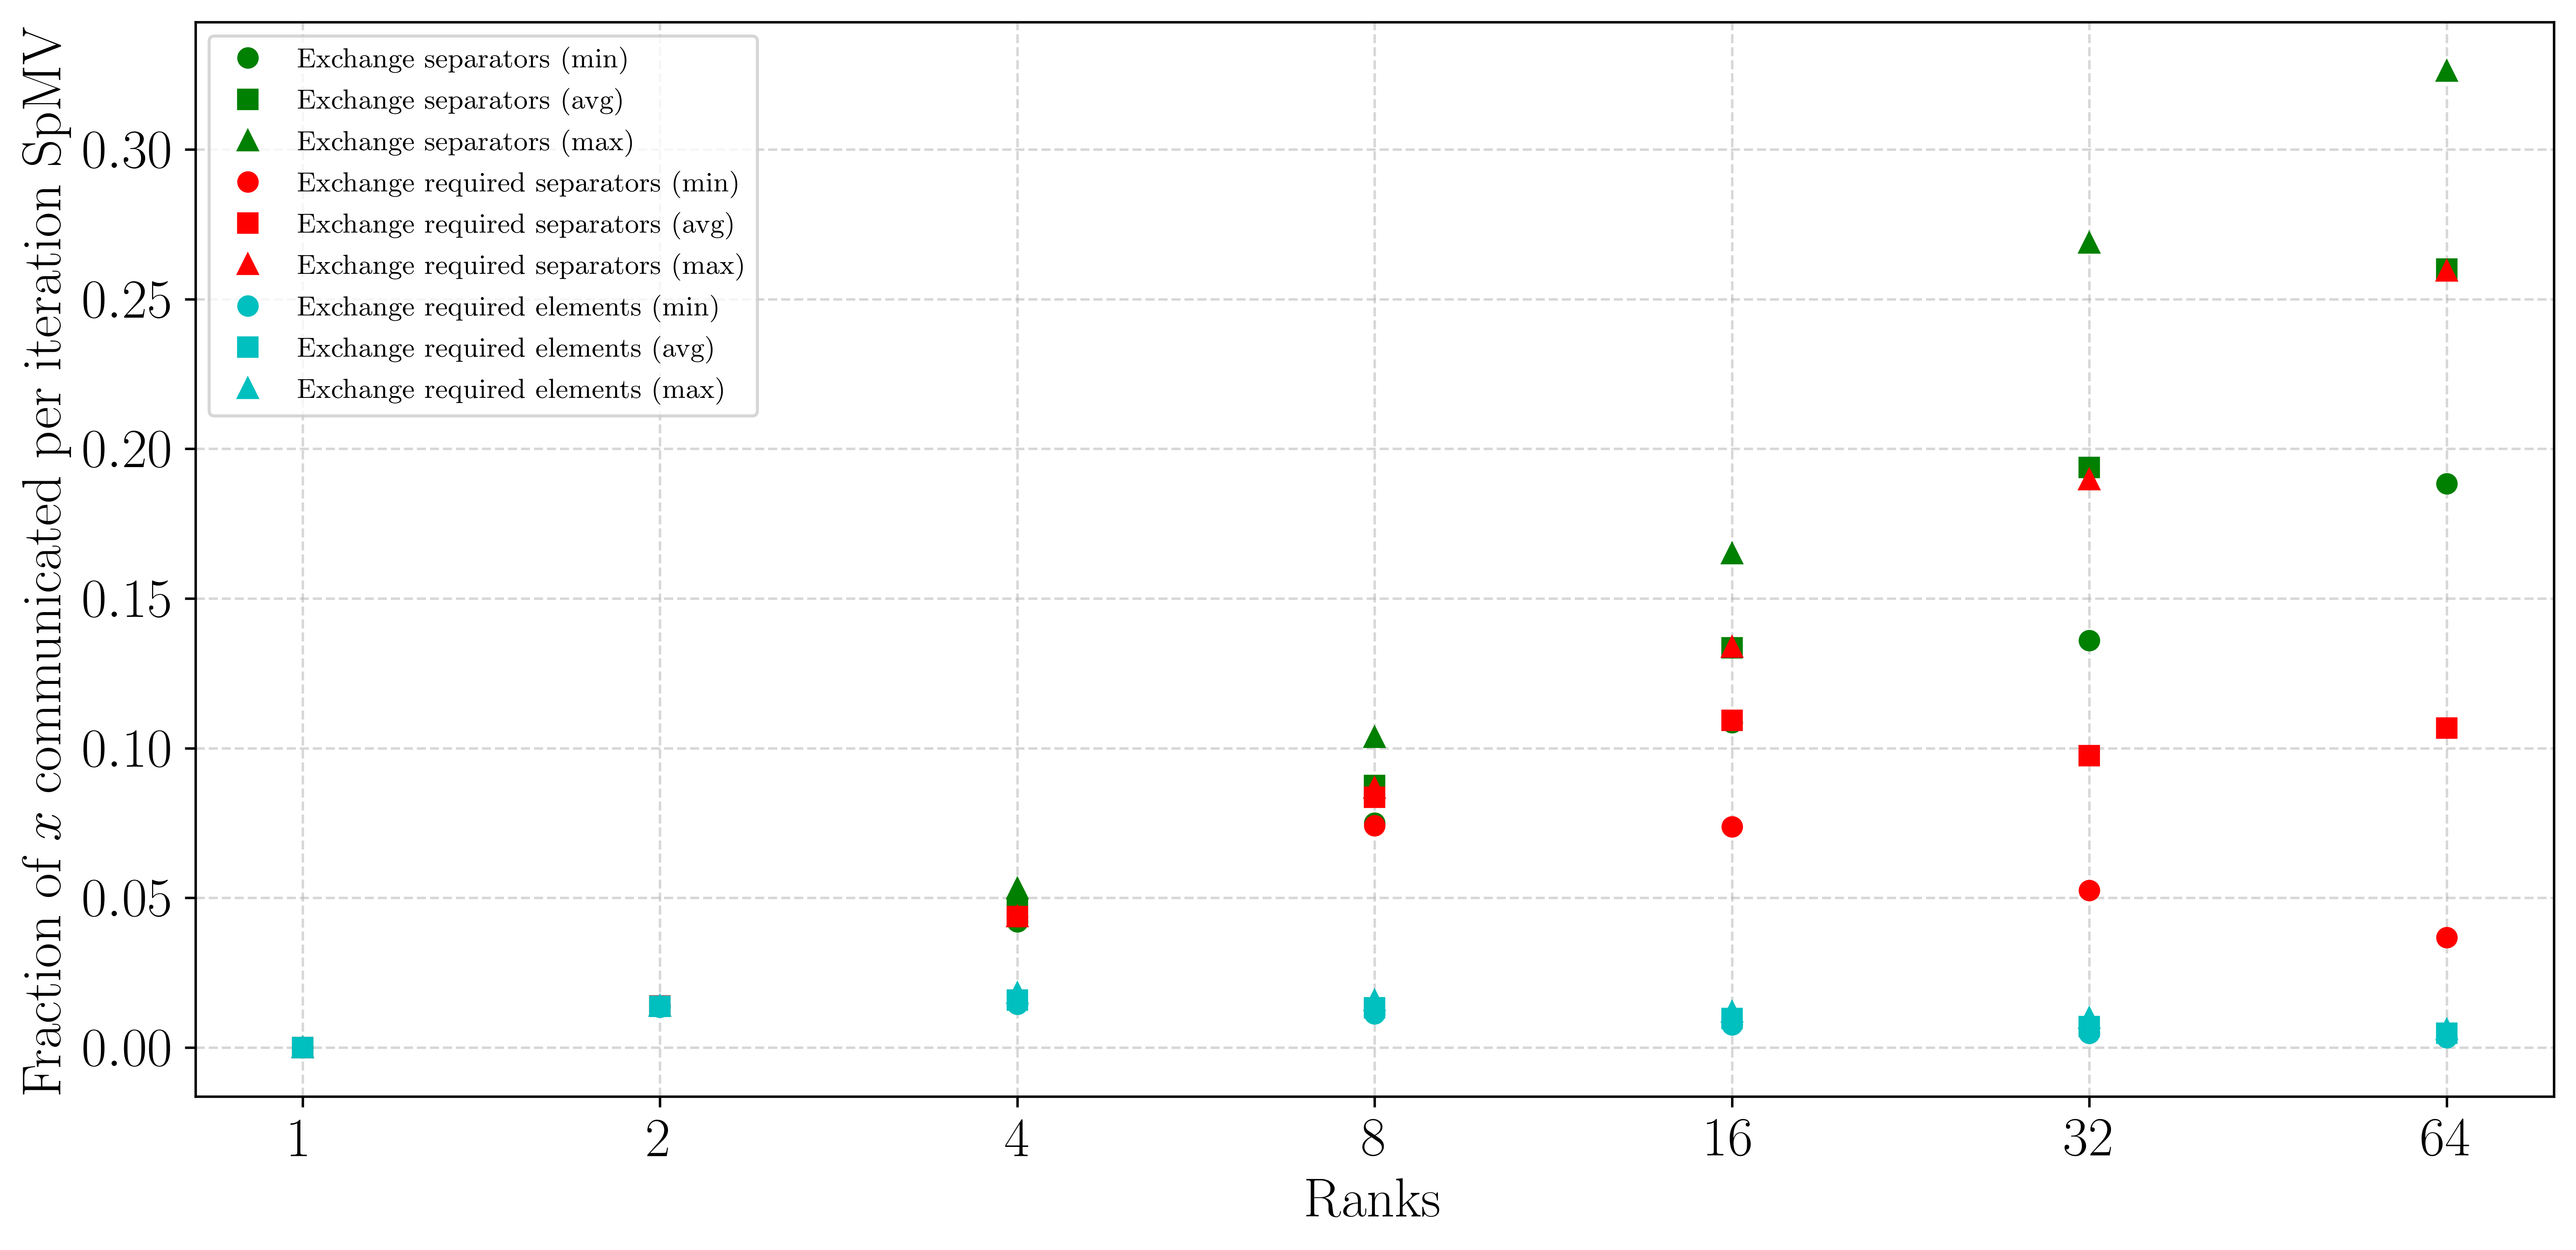 Fraction of x communicated per iteration SpMV
0.30
0.25
0.20
0.15
0.10
0.05
0.00
Exchange separators (min)
Exchange separators (avg)
Exchange separators (max)
Exchange required separators (min)
Exchange required separators (avg)
Exchange required separators (max)
Exchange required elements (min)
Exchange required elements (avg)
Exchange required elements (max)
1 2 4 8 16 32 64
Ranks